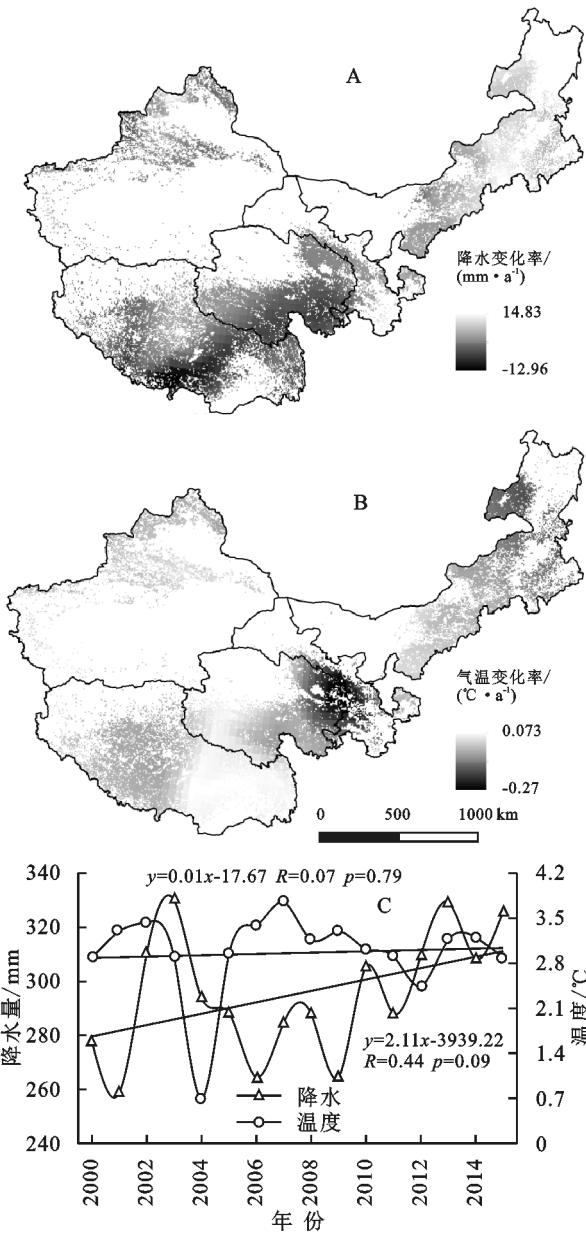 A
降水变化率/
(mm·a⁻¹)
14.83
-12.96
B
气温变化率/
(℃·a⁻¹)
0.073
-0.27
0 500 1000 km
y=0.01x-17.67 R=0.07 p=0.79
C
340
320
300
280
260
240
降水量/mm
4.2
3.5
2.8
2.1
1.4
0.7
0
温度/℃
y=2.11x-3939.22
R=0.44 p=0.09
降水
温度
2000 2002 2004 2006 2008 2010 2012 2014
年 份